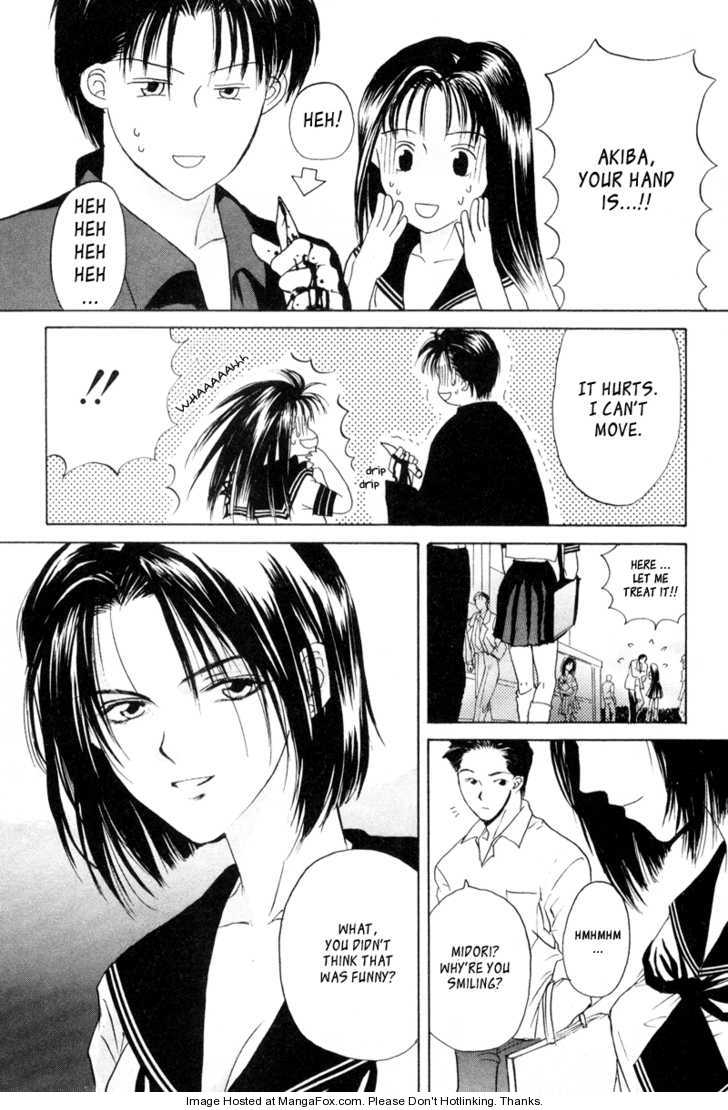 AKIBA,
YOUR HAND
IS...!!
HEH!
HEH
HEH
HEH
HEH
...
IT HURTS.
I CAN'T
MOVE.
WHAAAAAHH
drip
drip
!!
HERE ...
LET ME
TREAT IT!!
HMHMHM
...
MIDORI?
WHY'RE YOU
SMILING?
WHAT,
YOU DIDN'T
THINK THAT
WAS FUNNY?
Image Hosted at MangaFox.com. Please Don't Hotlinking. Thanks.